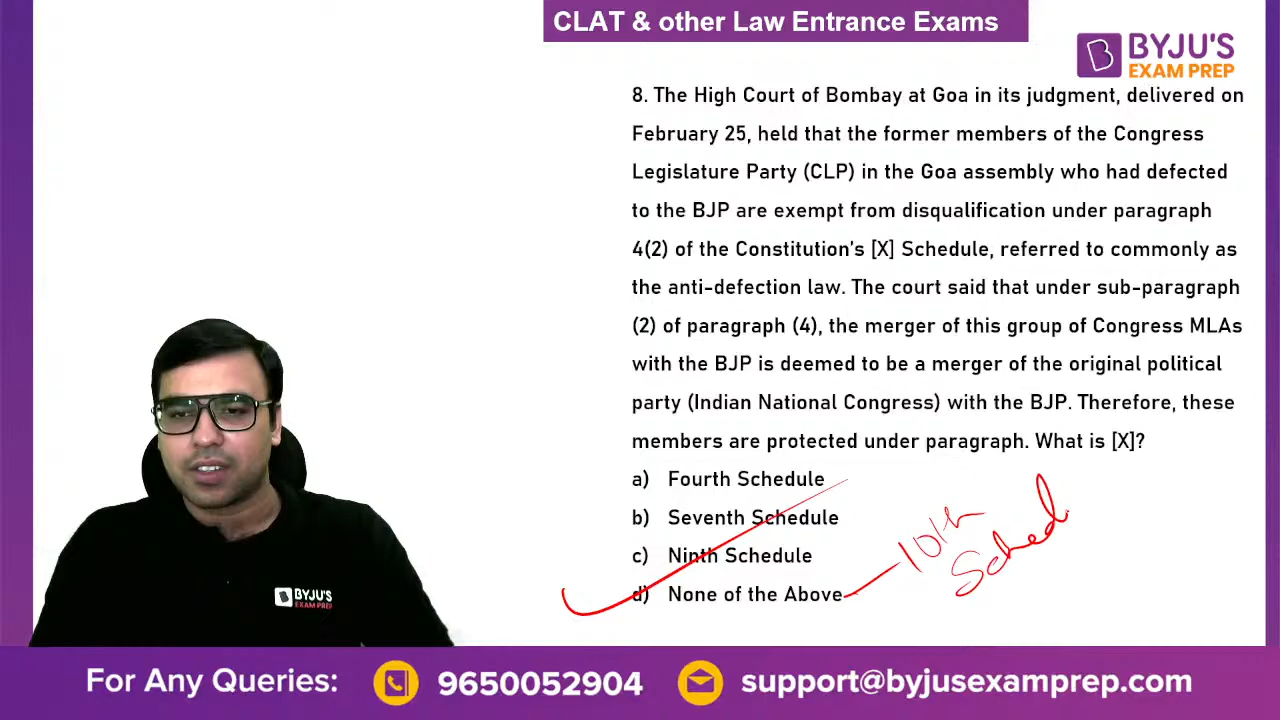 CLAT & other Law Entrance Exams
BYJU'S
EXAM PREP
8. The High Court of Bombay at Goa in its judgment, delivered on
February 25, held that the former members of the Congress
Legislature Party (CLP) in the Goa assembly who had defected
to the BJP are exempt from disqualification under paragraph
4(2) of the Constitution's [X] Schedule, referred to commonly as
the anti-defection law. The court said that under sub-paragraph
(2) of paragraph (4), the merger of this group of Congress MLAs
with the BJP is deemed to be a merger of the original political
party (Indian National Congress) with the BJP. Therefore, these
members are protected under paragraph. What is [X]?
a) Fourth Schedule
b) Seventh Schedule
c) Ninth Schedule
d) None of the Above
10th
Sched
BYJU'S
EXAM PREP
For Any Queries: 9650052904 support@byjusexamprep.com